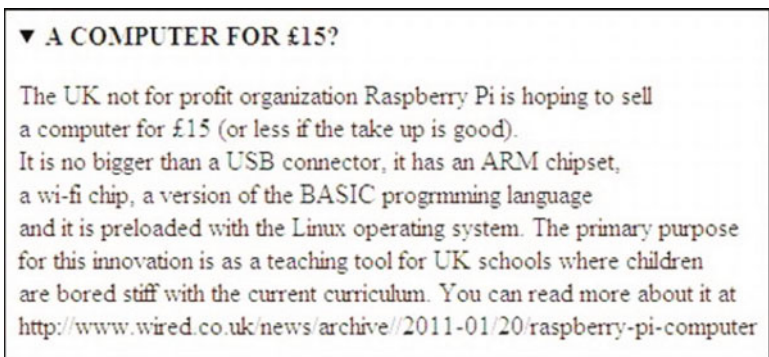 ▼ A COMPUTER FOR £15?
The UK not for profit organization Raspberry Pi is hoping to sell
a computer for £15 (or less if the take up is good).
It is no bigger than a USB connector, it has an ARM chipset,
a wi-fi chip, a version of the BASIC progrmming language
and it is preloaded with the Linux operating system. The primary purpose
for this innovation is as a teaching tool for UK schools where children
are bored stiff with the current curriculum. You can read more about it at
http://www.wired.co.uk/news/archive//2011-01/20/raspberry-pi-computer